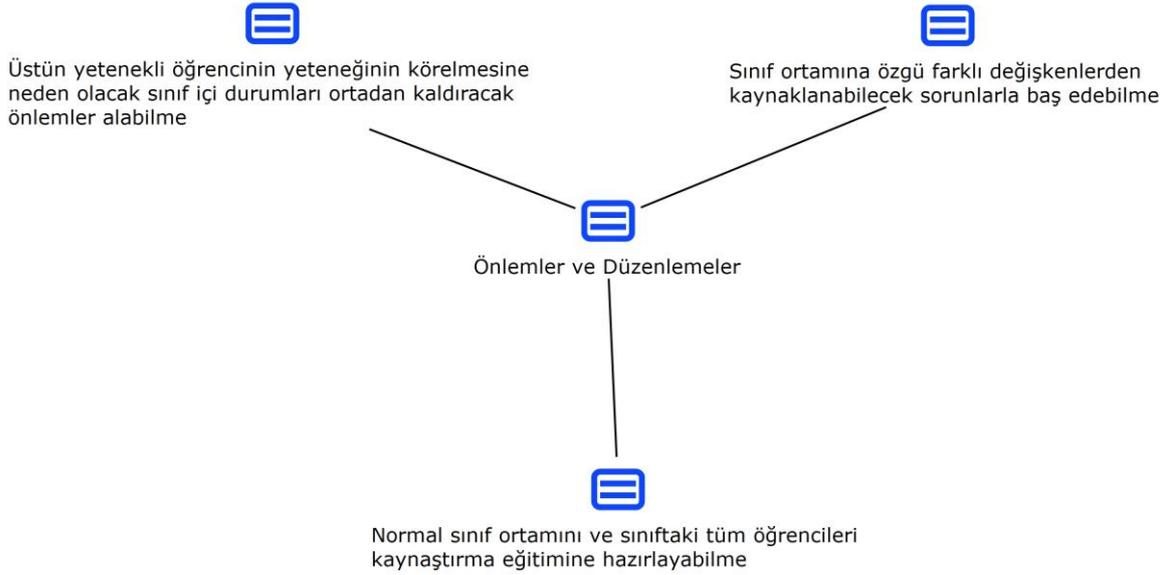 Üstün yetenekli öğrencinin yeteneğinin körelmesine
neden olacak sınıf içi durumları ortadan kaldıracak
önlemler alabilme
Sınıf ortamına özgü farklı değişkenlerden
kaynaklanabilecek sorunlarla baş edebilme
Önlemler ve Düzenlemeler
Normal sınıf ortamını ve sınıftaki tüm öğrencileri
kaynaştırma eğitimine hazırlayabilme